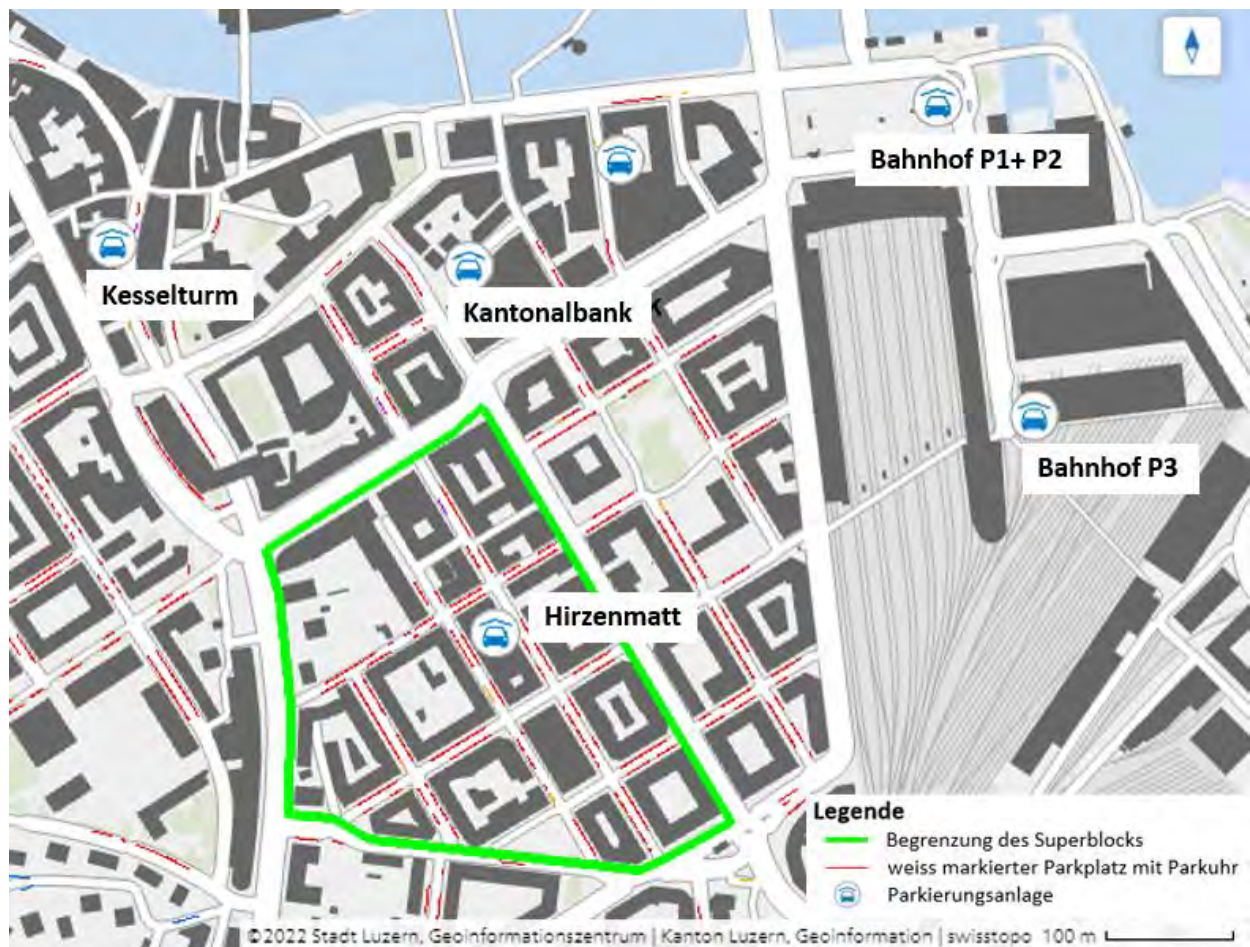 Bahnhof P1+ P2
Kesselturm
Kantonalbank
Bahnhof P3
Hirzenmatt
Legende
Begrenzung des Superblocks
weiss markierter Parkplatz mit Parkuhr
Parkierungsanlage
©2022 Stadt Luzern, Geoinformationszentrum | Kanton Luzern, Geoinformation | swisstopo 100 m